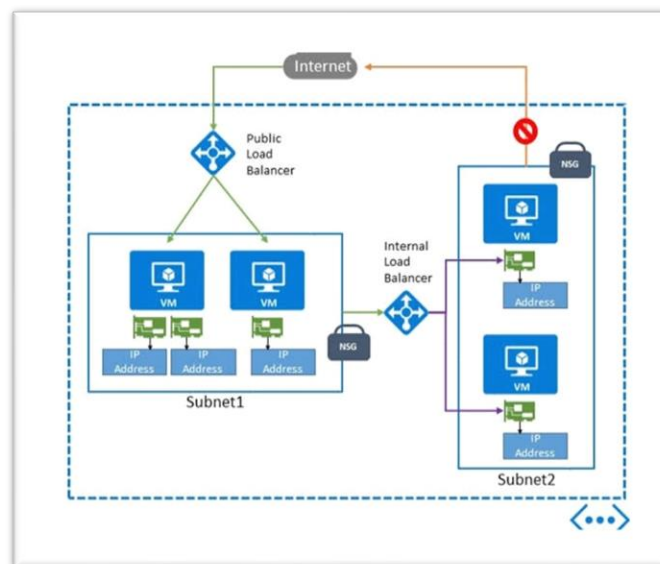 Internet
Public
Load
Balancer
NSG
VM
Internal
Load
Balancer
IP
Address
VM
VM
NSG
IP
Address
IP
Address
IP
Address
VM
Subnet1
IP
Address
Subnet2